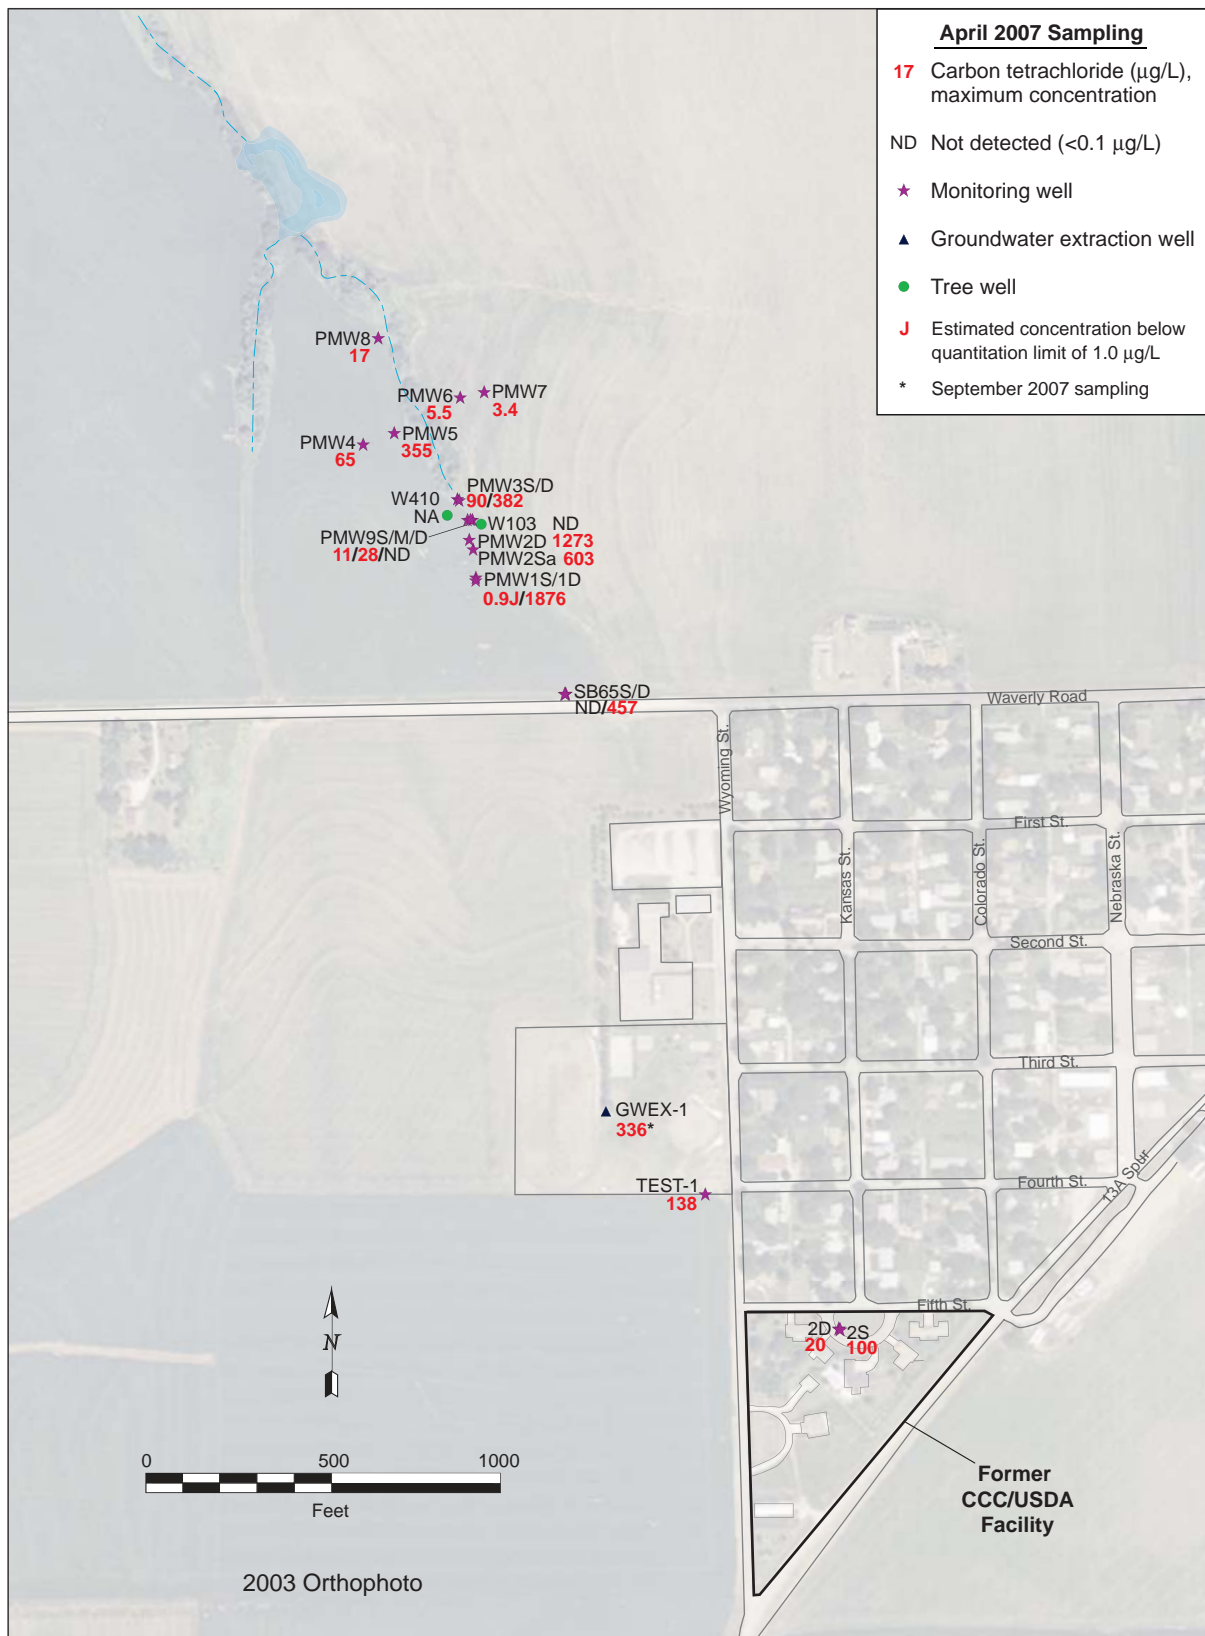 April 2007 Sampling
17 Carbon tetrachloride (μg/L),
maximum concentration
ND Not detected (<0.1 μg/L)
Monitoring well
Groundwater extraction well
Tree well
J Estimated concentration below
quantitation limit of 1.0 μg/L
* September 2007 sampling
PMW8
17
PMW6
5.5
PMW7
3.4
PMW4
65
PMW5
355
PMW3S/D
90/382
W410
NA
W103 ND
PMW9S/M/D
11/28/ND
PMW2D 1273
PMW2Sa 603
PMW1S/1D
0.9J/1876
SB65S/D
ND/457
Waverly Road
Wyoming St.
First St.
Kansas St.
Colorado St.
Nebraska St.
Second St.
Third St.
GWEX-1
336*
TEST-1
138
Fourth St.
13A Spur
Fifth St.
2D
20
2S
100
N
0 500 1000
Feet
Former
CCC/USDA
Facility
2003 Orthophoto